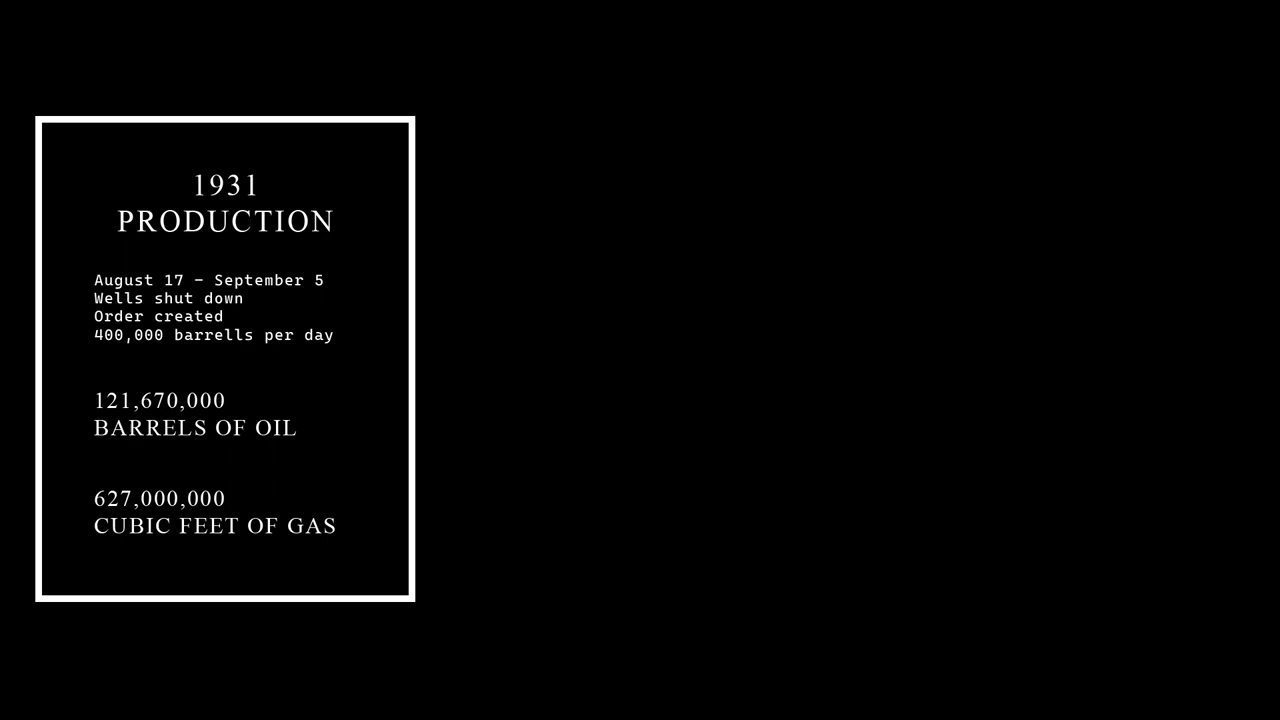 1931
PRODUCTION
August 17 – September 5
Wells shut down
Order created
400,000 barrells per day
121,670,000
BARRELS OF OIL
627,000,000
CUBIC FEET OF GAS